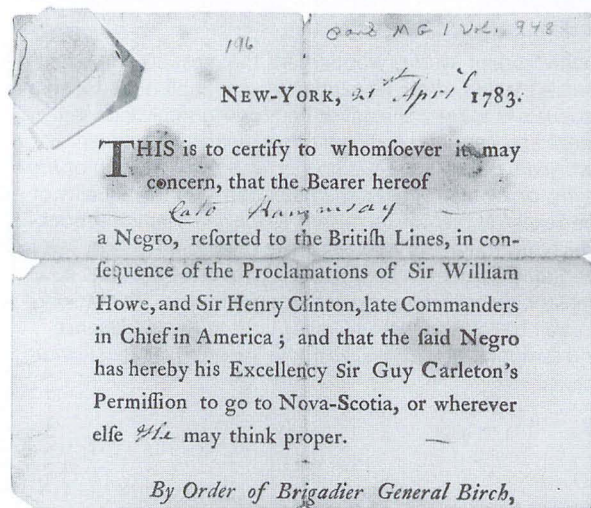 196
MG 1 Vol. 948
NEW-YORK, 21st April 1783.
THIS is to certify to whomſoever it may
concern, that the Bearer hereof
Cato Rammsay
a Negro, reſorted to the Britiſh Lines, in con-
ſequence of the Proclamations of Sir William
Howe, and Sir Henry Clinton, late Commanders
in Chief in America ; and that the ſaid Negro
has hereby his Excellency Sir Guy Carleton's
Permiſſion to go to Nova-Scotia, or wherever
elſe he may think proper.
By Order of Brigadier General Birch,